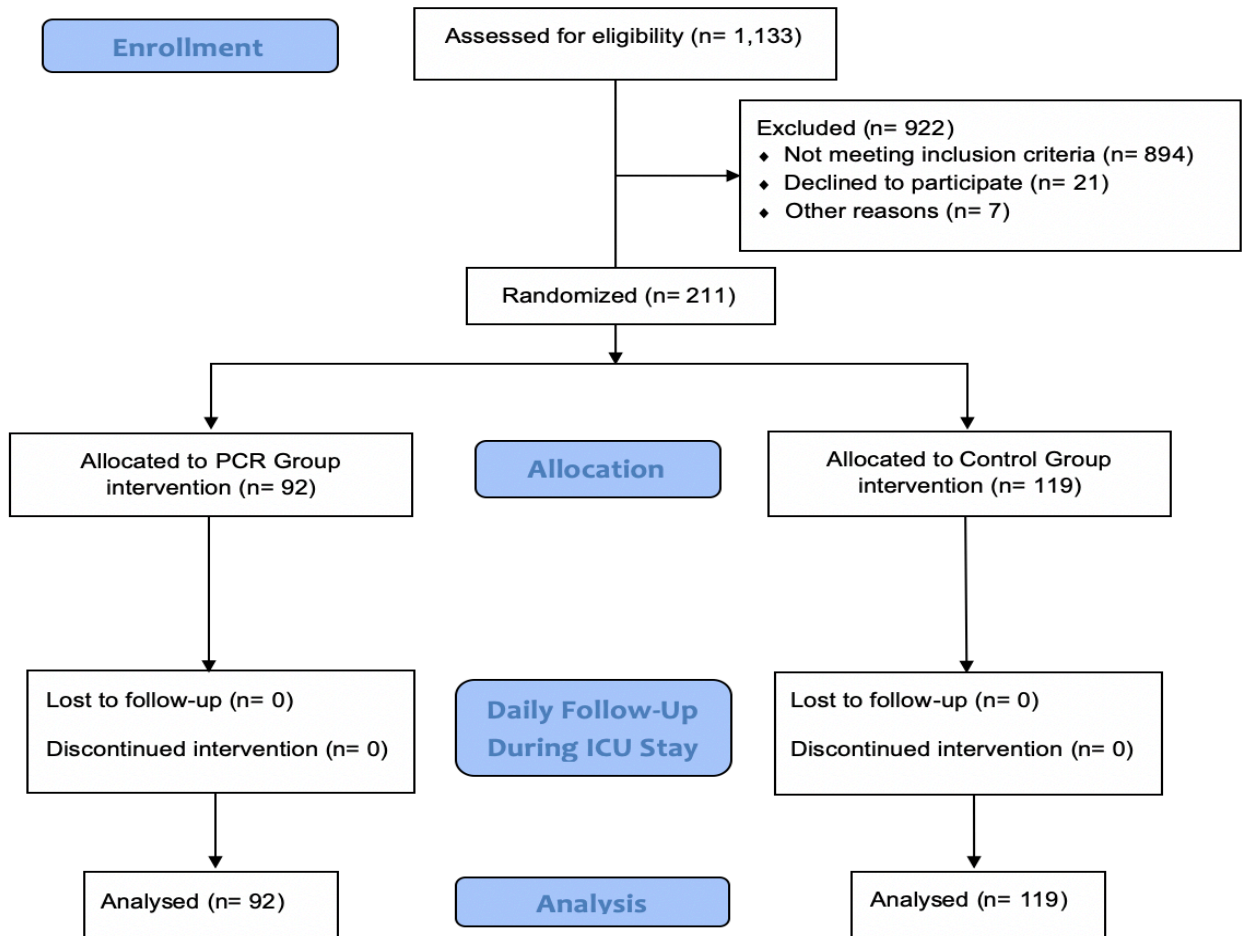 Enrollment
Assessed for eligibility (n= 1,133)
Excluded (n= 922)
⬥ Not meeting inclusion criteria (n= 894)
⬥ Declined to participate (n= 21)
⬥ Other reasons (n= 7)
Randomized (n= 211)
Allocated to PCR Group
intervention (n= 92)
Allocation
Allocated to Control Group
intervention (n= 119)
Lost to follow-up (n= 0)
Discontinued intervention (n= 0)
Daily Follow-Up
During ICU Stay
Lost to follow-up (n= 0)
Discontinued intervention (n= 0)
Analysed (n= 92)
Analysis
Analysed (n= 119)